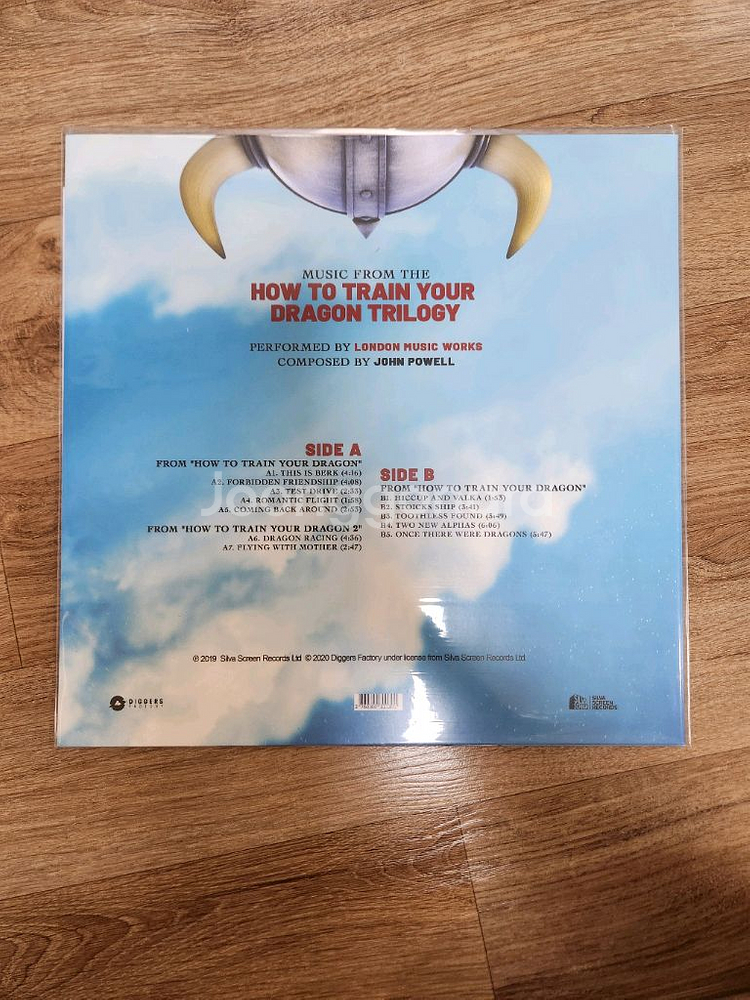 MUSIC FROM THE
HOW TO TRAIN YOUR
DRAGON TRILOGY
PERFORMED BY LONDON MUSIC WORKS
COMPOSED BY JOHN POWELL
SIDE A
FROM "HOW TO TRAIN YOUR DRAGON"
A1. THIS IS BERK (4:16)
A2. FORBIDDEN FRIENDSHIP (4:08)
A3. TEST DRIVE (2:33)
A4. ROMANTIC FLIGHT (1:58)
A5. COMING BACK AROUND (2:53)
FROM "HOW TO TRAIN YOUR DRAGON 2"
A6. DRAGON RACING (4:36)
A7. FLYING WITH MOTHER (2:47)
SIDE B
FROM "HOW TO TRAIN YOUR DRAGON"
B1. HICCUP AND VALKA (1:53)
B2. STOICKS SHIP (3:41)
B3. TOOTHLESS FOUND (3:49)
B4. TWO NEW ALPHAS (6:06)
B5. ONCE THERE WERE DRAGONS (5:47)
℗ 2019 Silva Screen Records Ltd © 2020 Diggers Factory under license from Silva Screen Records Ltd
DIGGERS
FACTORY
SILVA
SCREEN
RECORDS